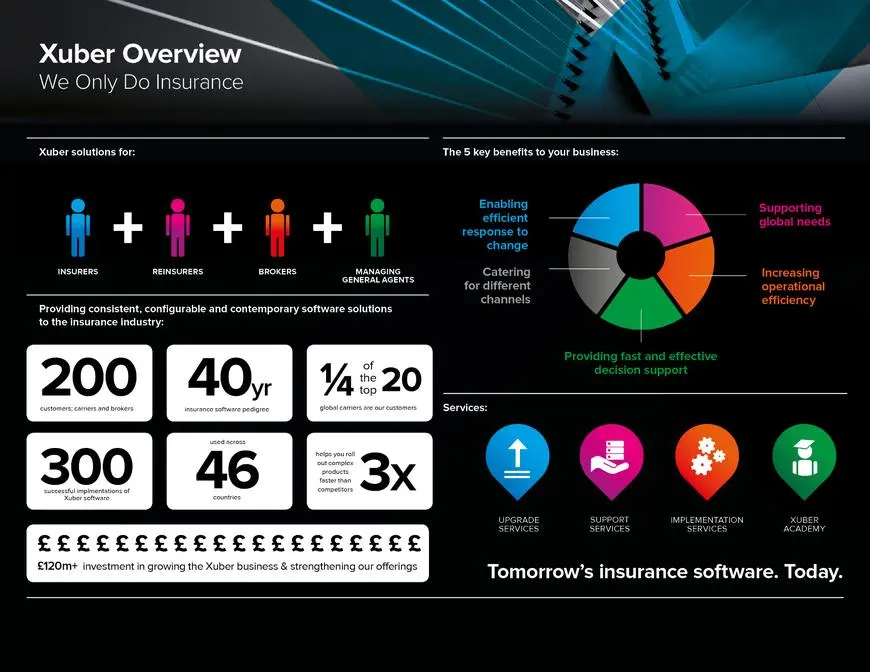 Xuber Overview
We Only Do Insurance
Xuber solutions for:
INSURERS
REINSURERS
BROKERS
MANAGING
GENERAL AGENTS
Providing consistent, configurable and contemporary software solutions
to the insurance industry:
200
customers; carriers and brokers
40yr
insurance software pedigree
¼ of the top 20
global carriers are our customers
300
successful implmentations of
Xuber software
used across
46
countries
helps you roll
out complex
products
faster than
competitors
3x
£ £ £ £ £ £ £ £ £ £ £ £ £ £ £ £ £ £ £ £
£120m+ investment in growing the Xuber business & strengthening our offerings
The 5 key benefits to your business:
Enabling
efficient
response to
change
Supporting
global needs
Catering
for different
channels
Increasing
operational
efficiency
Providing fast and effective
decision support
Services:
UPGRADE
SERVICES
SUPPORT
SERVICES
IMPLEMENTATION
SERVICES
XUBER
ACADEMY
Tomorrow's insurance software. Today.